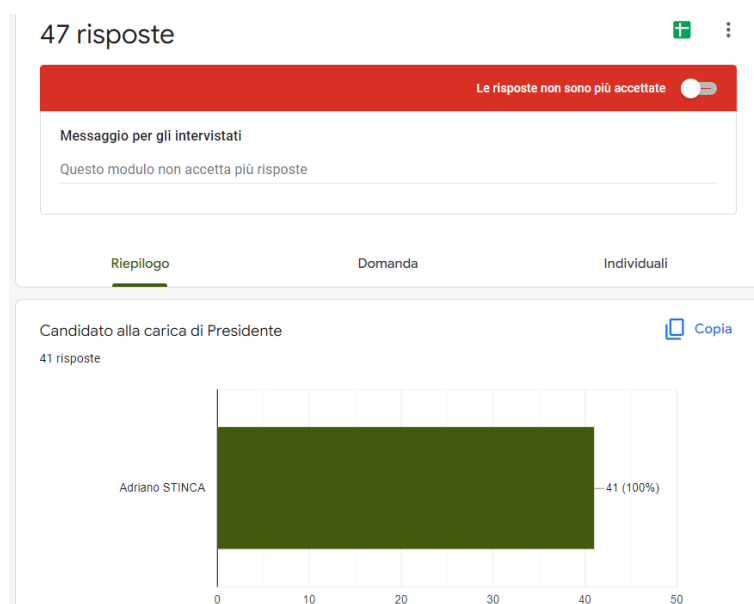 47 risposte
Le risposte non sono più accettate
Messaggio per gli intervistati
Questo modulo non accetta più risposte
Riepilogo Domanda Individuali
Candidato alla carica di Presidente
Copia
41 risposte
Adriano STINCA
41 (100%)
0 10 20 30 40 50